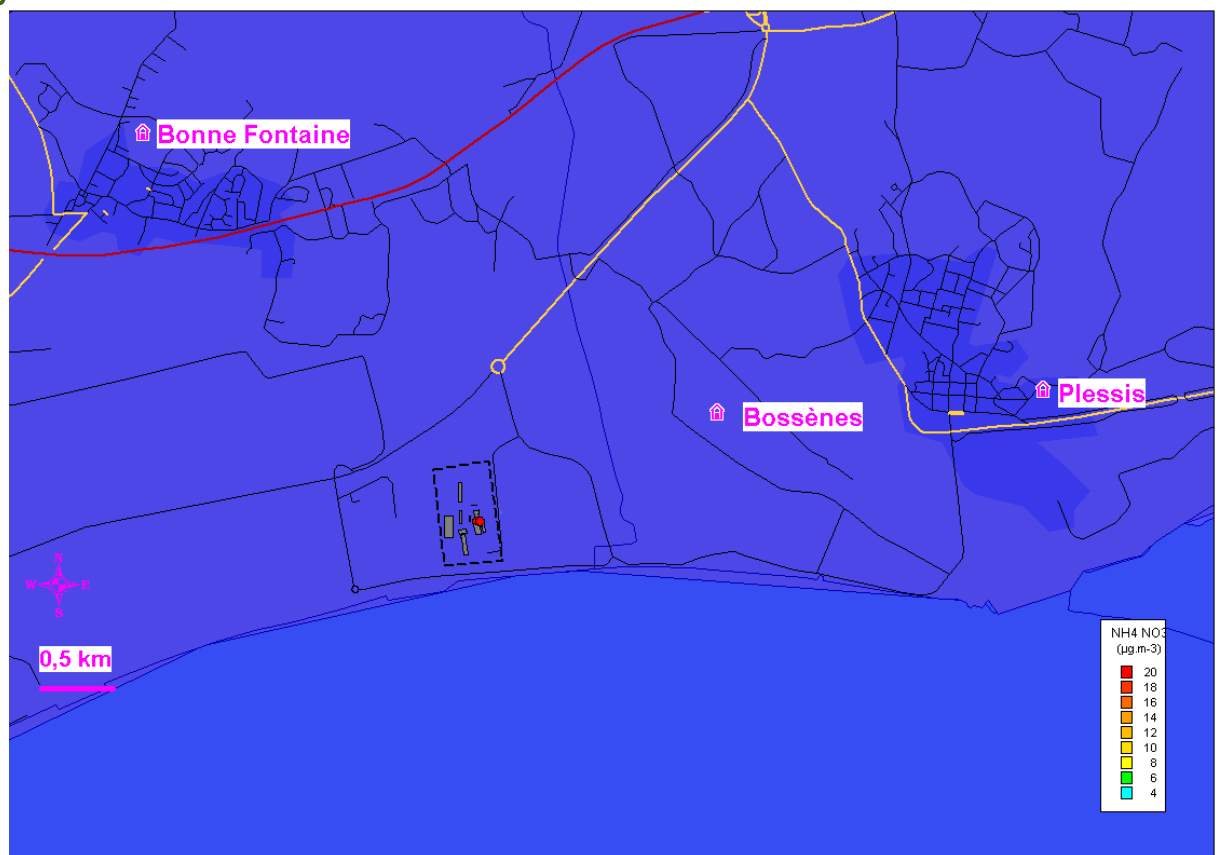 Bonne Fontaine
Plessis
Bossènes
N
W E
S
0,5 km
NH4 NO3
(µg.m-3)
20
18
16
14
12
10
8
6
4